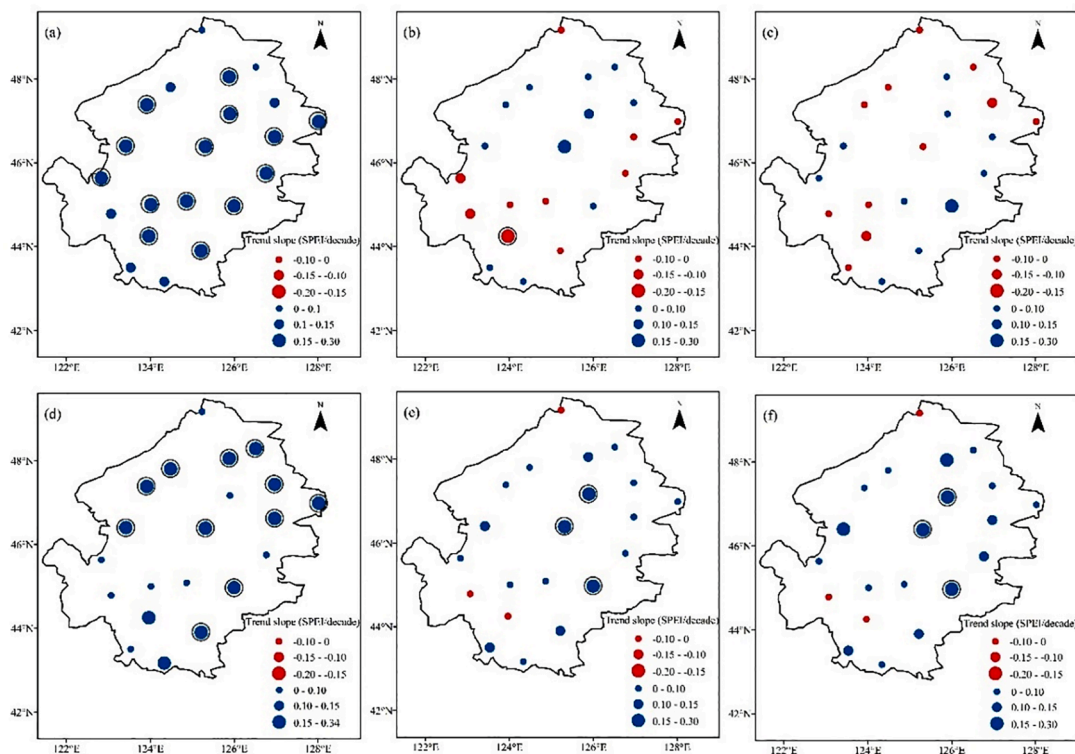 (a)
N
48°N
46°N
44°N
42°N
Trend slope (SPEI/decade)
-0.10 - 0
-0.15 - -0.10
-0.20 - -0.15
0 - 0.1
0.1 - 0.15
0.15 - 0.30
122°E
124°E
126°E
128°E
(b)
N
48°N
46°N
44°N
42°N
Trend slope (SPEI/decade)
-0.10 - 0
-0.15 - -0.10
-0.20 - -0.15
0 - 0.10
0.10 - 0.15
0.15 - 0.30
122°E
124°E
126°E
128°E
(c)
N
48°N
46°N
44°N
42°N
Trend slope (SPEI/decade)
-0.10 - 0
-0.15 - -0.10
-0.20 - -0.15
0 - 0.10
0.10 - 0.15
0.15 - 0.30
122°E
124°E
126°E
128°E
(d)
N
48°N
46°N
44°N
42°N
Trend slope (SPEI/decade)
-0.10 - 0
-0.15 - -0.10
-0.20 - -0.15
0 - 0.10
0.10 - 0.15
0.15 - 0.34
122°E
124°E
126°E
128°E
(e)
N
48°N
46°N
44°N
42°N
Trend slope (SPEI/decade)
-0.10 - 0
-0.15 - -0.10
-0.20 - -0.15
0 - 0.10
0.10 - 0.15
0.15 - 0.30
122°E
124°E
126°E
128°E
(f)
N
48°N
46°N
44°N
42°N
Trend slope (SPEI/decade)
-0.10 - 0
-0.15 - -0.10
-0.20 - -0.15
0 - 0.10
0.10 - 0.15
0.15 - 0.30
122°E
124°E
126°E
128°E